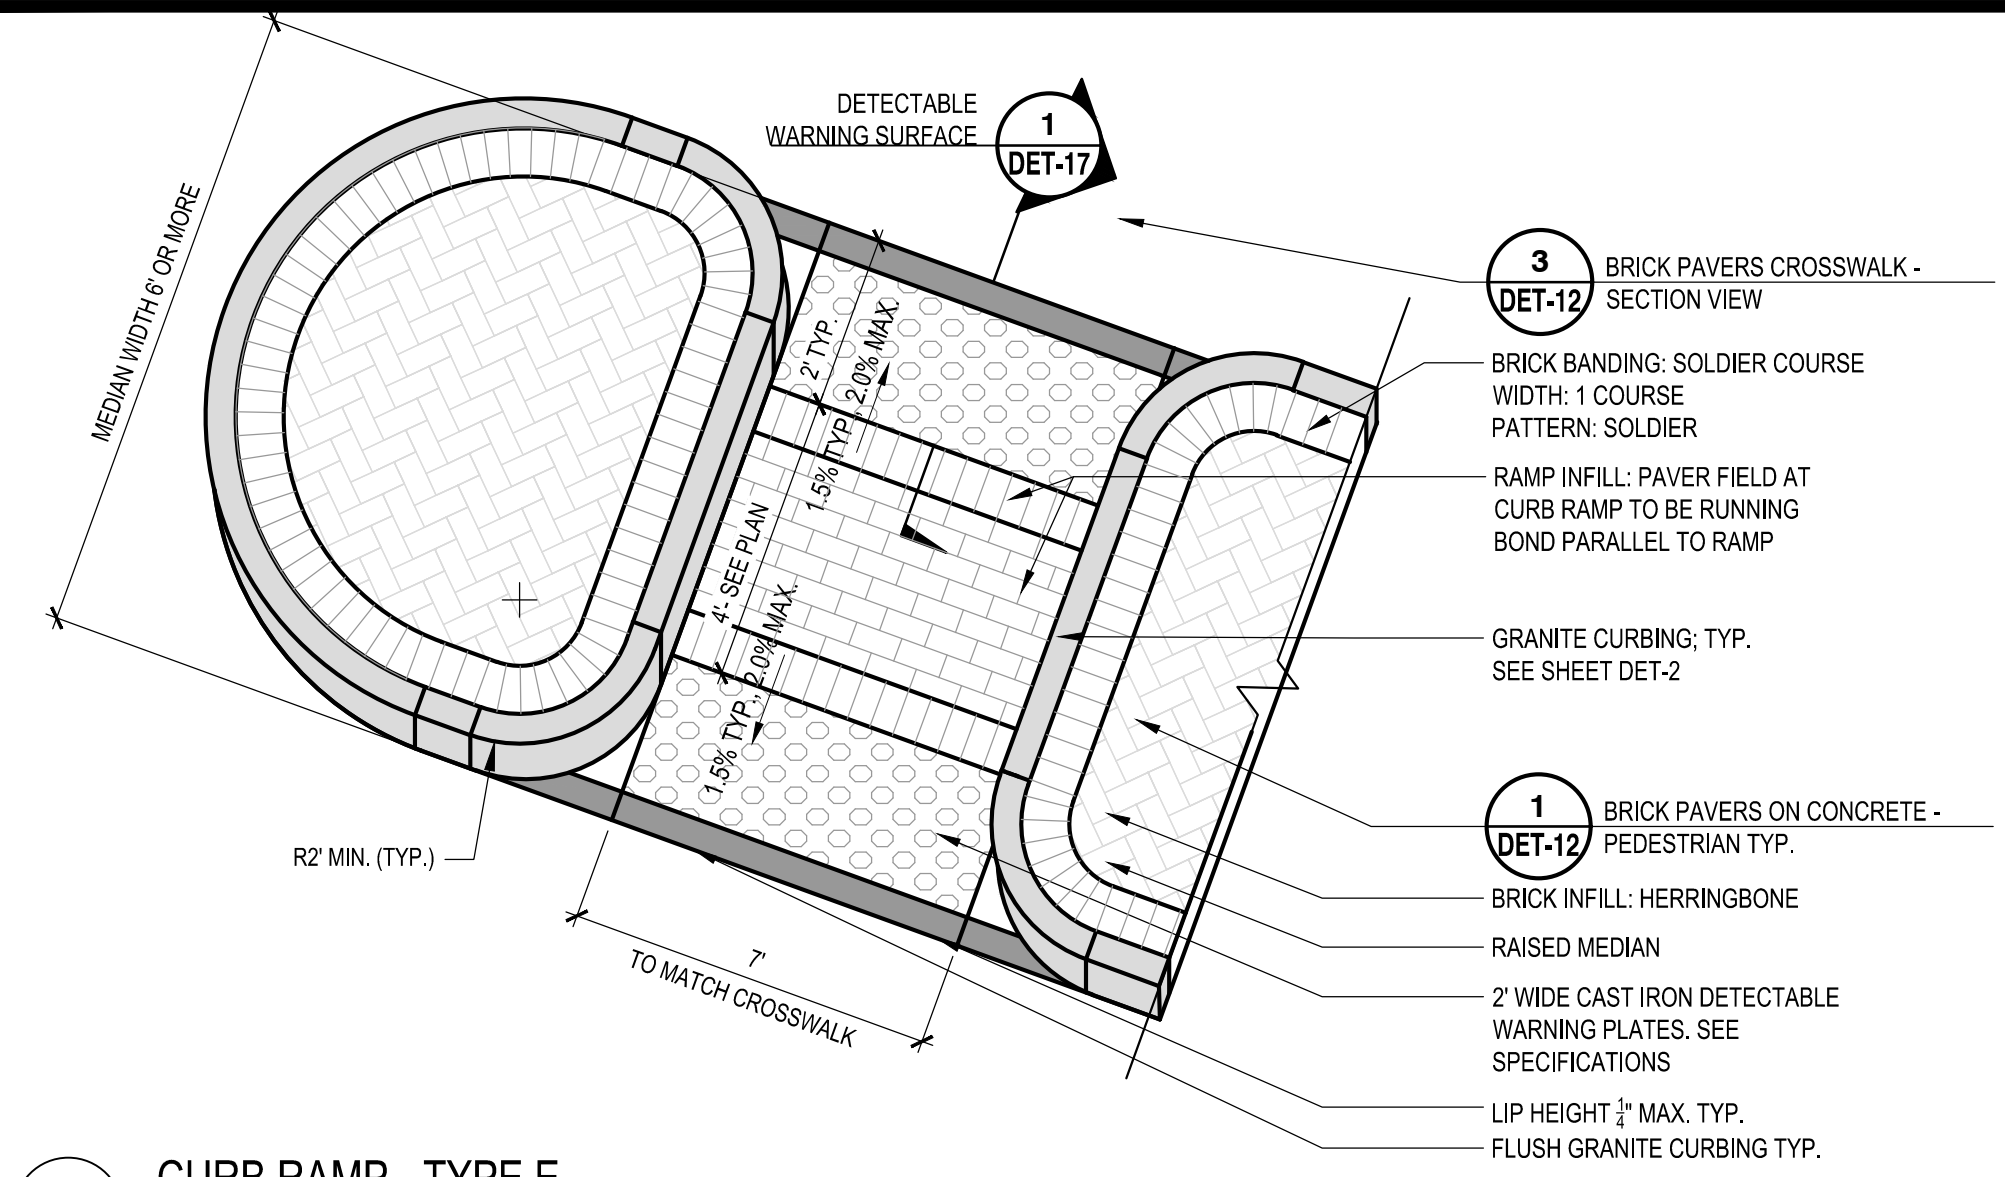 DETECTABLE
WARNING SURFACE
1
DET-17
MEDIAN WIDTH 6' OR MORE
2' TYP.
1.5% TYP., 2.0% MAX.
4'- SEE PLAN
1.5% TYP., 2.0% MAX.
R2' MIN. (TYP.)
7'
TO MATCH CROSSWALK
3
DET-12
BRICK PAVERS CROSSWALK -
SECTION VIEW
BRICK BANDING: SOLDIER COURSE
WIDTH: 1 COURSE
PATTERN: SOLDIER
RAMP INFILL: PAVER FIELD AT
CURB RAMP TO BE RUNNING
BOND PARALLEL TO RAMP
GRANITE CURBING; TYP.
SEE SHEET DET-2
1
DET-12
BRICK PAVERS ON CONCRETE -
PEDESTRIAN TYP.
BRICK INFILL: HERRINGBONE
RAISED MEDIAN
2' WIDE CAST IRON DETECTABLE
WARNING PLATES. SEE
SPECIFICATIONS
LIP HEIGHT 1/4" MAX. TYP.
FLUSH GRANITE CURBING TYP.
CURB RAMP - TYPE